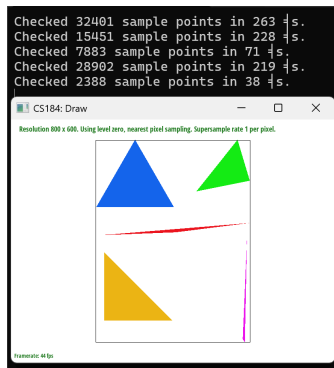 Checked 32401 sample points in 263 ╡s.
Checked 15451 sample points in 228 ╡s.
Checked 7883 sample points in 71 ╡s.
Checked 28902 sample points in 219 ╡s.
Checked 2388 sample points in 38 ╡s.
CS184: Draw
Resolution 800 x 600. Using level zero, nearest pixel sampling. Supersample rate 1 per pixel.
Framerate: 44 fps